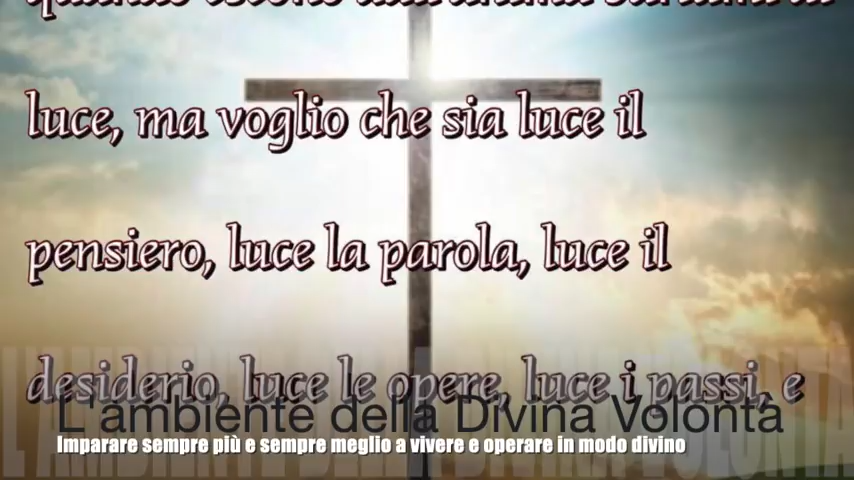 luce, ma voglio che sia luce il
pensiero, luce la parola, luce il
desiderio, luce le opere, luce i passi, e
L'ambiente della Divina Volontà
Imparare sempre più e sempre meglio a vivere e operare in modo divino